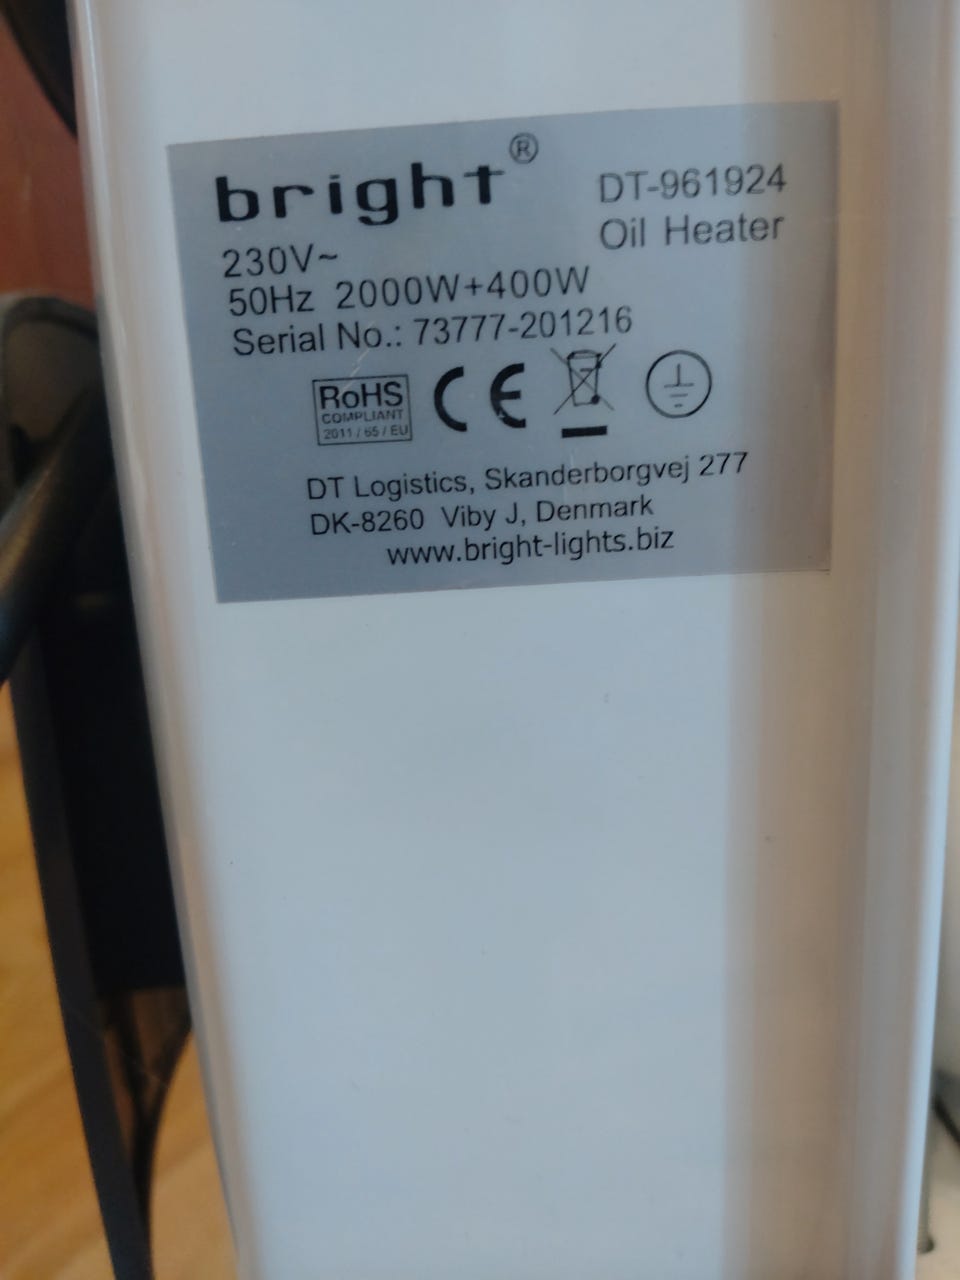 bright®
DT-961924
Oil Heater
230V~
50Hz 2000W+400W
Serial No.: 73777-201216
RoHS
COMPLIANT
2011 / 65 / EU
CE
DT Logistics, Skanderborgvej 277
DK-8260 Viby J, Denmark
www.bright-lights.biz